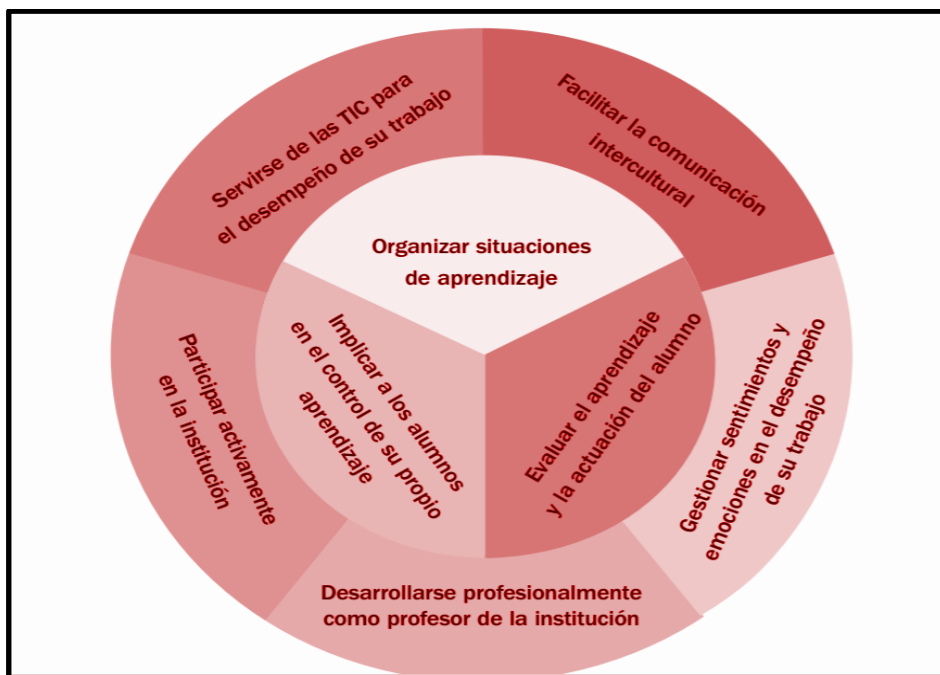 Servirse de las TIC para
el desempeño de su trabajo
Facilitar la comunicación
intercultural
Organizar situaciones
de aprendizaje
Implicar a los alumnos
en el control de su propio
aprendizaje
Evaluar el aprendizaje
y la actuación del alumno
Participar activamente
en la institución
Gestionar sentimientos y
emociones en el desempeño
de su trabajo
Desarrollarse profesionalmente
como profesor de la institución